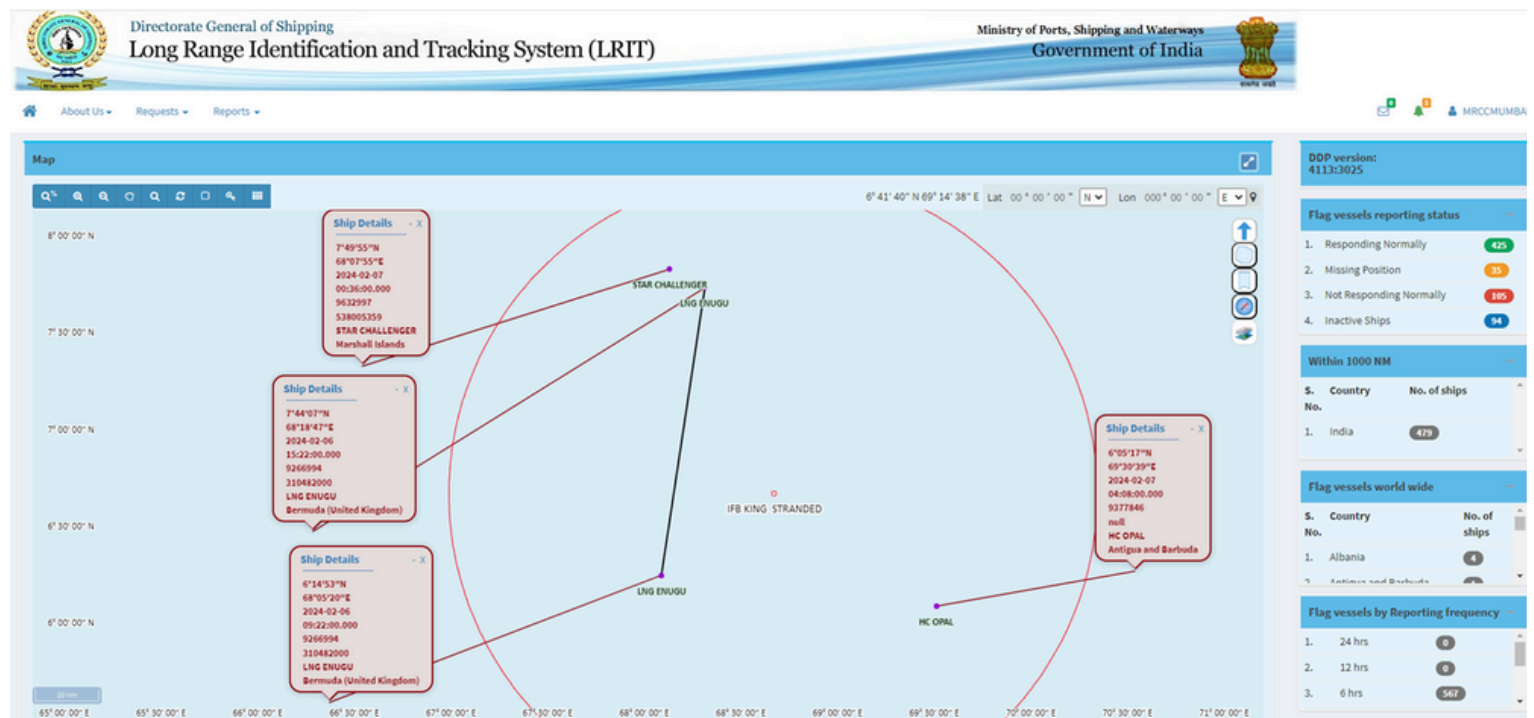 Directorate General of Shipping
Long Range Identification and Tracking System (LRIT)
Ministry of Ports, Shipping and Waterways
Government of India
About Us
Requests
Reports
MRCCMUMBA
Map
6° 41' 40" N 69° 14' 38" E Lat 00 ° 00 ' 00 " N Lon 000° 00 ' 00 " E
8° 00' 00" N
7° 30' 00" N
7° 00' 00" N
6° 30' 00" N
6° 00' 00" N
Ship Details - X
7°49'55"N
68°07'55"E
2024-02-07
00:36:00.000
9632997
538005359
STAR CHALLENGER
Marshall Islands
Ship Details - X
7°44'07"N
68°18'47"E
2024-02-06
15:22:00.000
9266994
310482000
LNG ENUGU
Bermuda (United Kingdom)
Ship Details - X
6°14'53"N
68°05'20"E
2024-02-06
09:22:00.000
9266994
310482000
LNG ENUGU
Bermuda (United Kingdom)
STAR CHALLENGER
LNG ENUGU
IFB KING STRANDED
LNG ENUGU
HC OPAL
Ship Details - X
6°05'17"N
69°30'39"E
2024-02-07
04:08:00.000
9377846
null
HC OPAL
Antigua and Barbuda
20 nm
65° 00' 00" E 65° 30' 00" E 66° 00' 00" E 66° 30' 00" E 67° 00' 00" E 67° 30' 00" E 68° 00' 00" E 68° 30' 00" E 69° 00' 00" E 69° 30' 00" E 70° 00' 00" E 70° 30' 00" E 71° 00' 00" E
DDP version:
4113:3025
Flag vessels reporting status
1. Responding Normally 425
2. Missing Position 35
3. Not Responding Normally 105
4. Inactive Ships 94
Within 1000 NM
S. No. Country No. of ships
1. India 479
Flag vessels world wide
S. No. Country No. of ships
1. Albania 4
2. Antigua and Barbuda
Flag vessels by Reporting frequency
1. 24 hrs 0
2. 12 hrs 0
3. 6 hrs 567